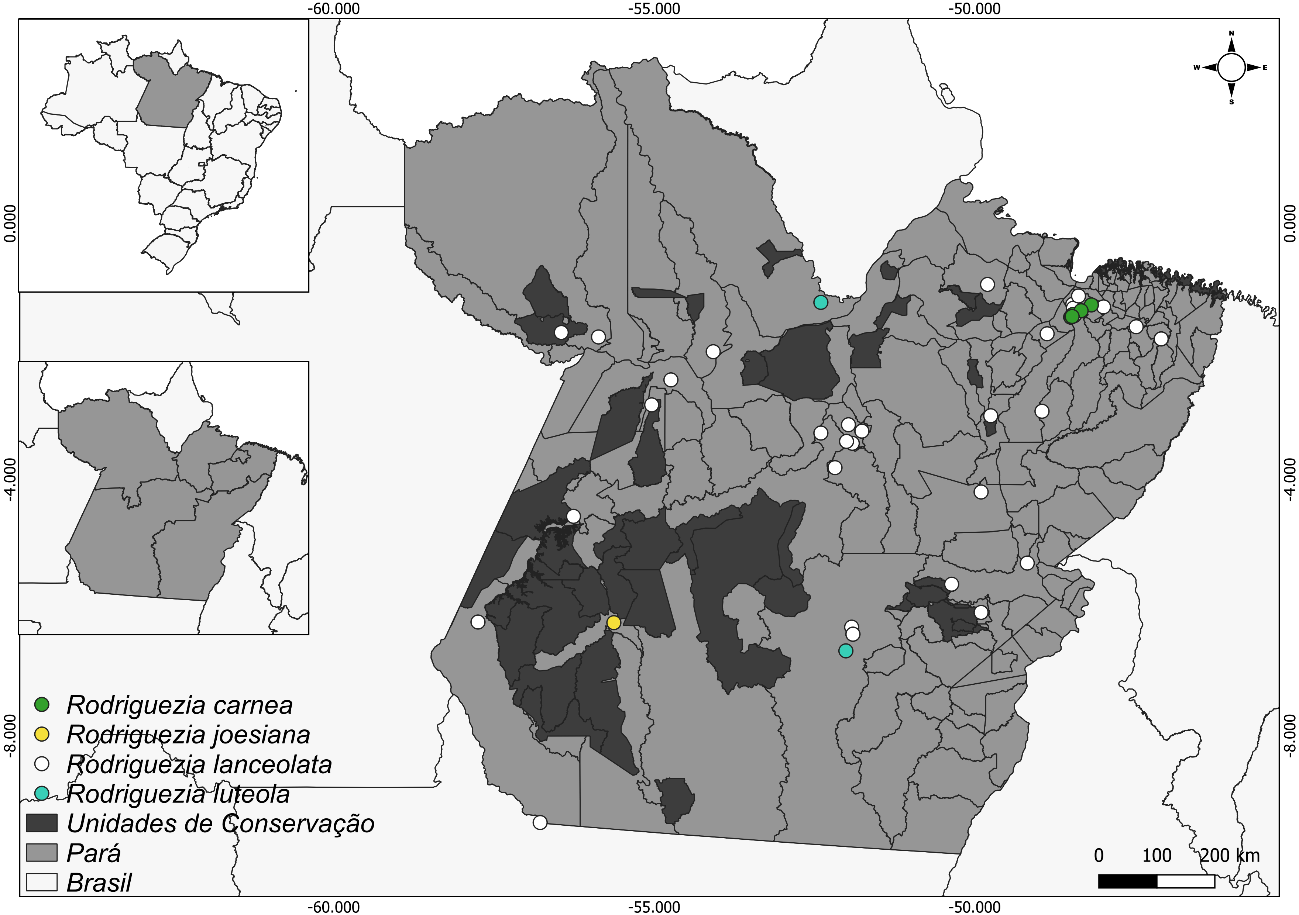 -60.000 -55.000 -50.000
N
W E
S
0.000 0.000
-4.000 -4.000
-8.000 -8.000
Rodriguezia carnea
Rodriguezia joesiana
Rodriguezia lanceolata
Rodriguezia luteola
Unidades de Conservação
Pará
Brasil
0 100 200 km
-60.000 -55.000 -50.000